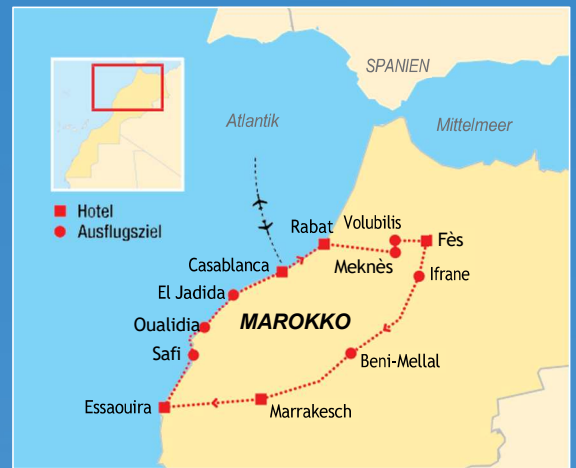 SPANIEN
Atlantik
Mittelmeer
Hotel
Ausflugsziel
Rabat
Volubilis
Fès
Meknès
Casablanca
Ifrane
El Jadida
Oualidia
MAROKKO
Safi
Beni-Mellal
Essaouira
Marrakesch